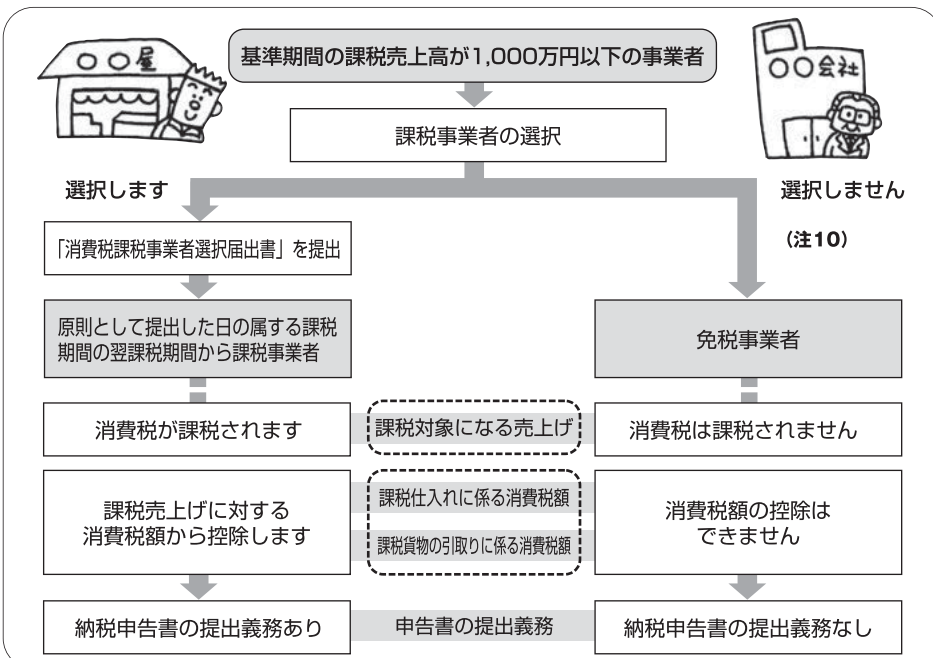 〇〇屋
基準期間の課税売上高が1,000万円以下の事業者
〇〇会社
課税事業者の選択
選択します
選択しません
(注10)
「消費税課税事業者選択届出書」を提出
原則として提出した日の属する課税
期間の翌課税期間から課税事業者
免税事業者
消費税が課税されます
課税対象になる売上げ
消費税は課税されません
課税売上げに対する
消費税額から控除します
課税仕入れに係る消費税額
課税貨物の引取りに係る消費税額
消費税額の控除は
できません
納税申告書の提出義務あり
申告書の提出義務
納税申告書の提出義務なし